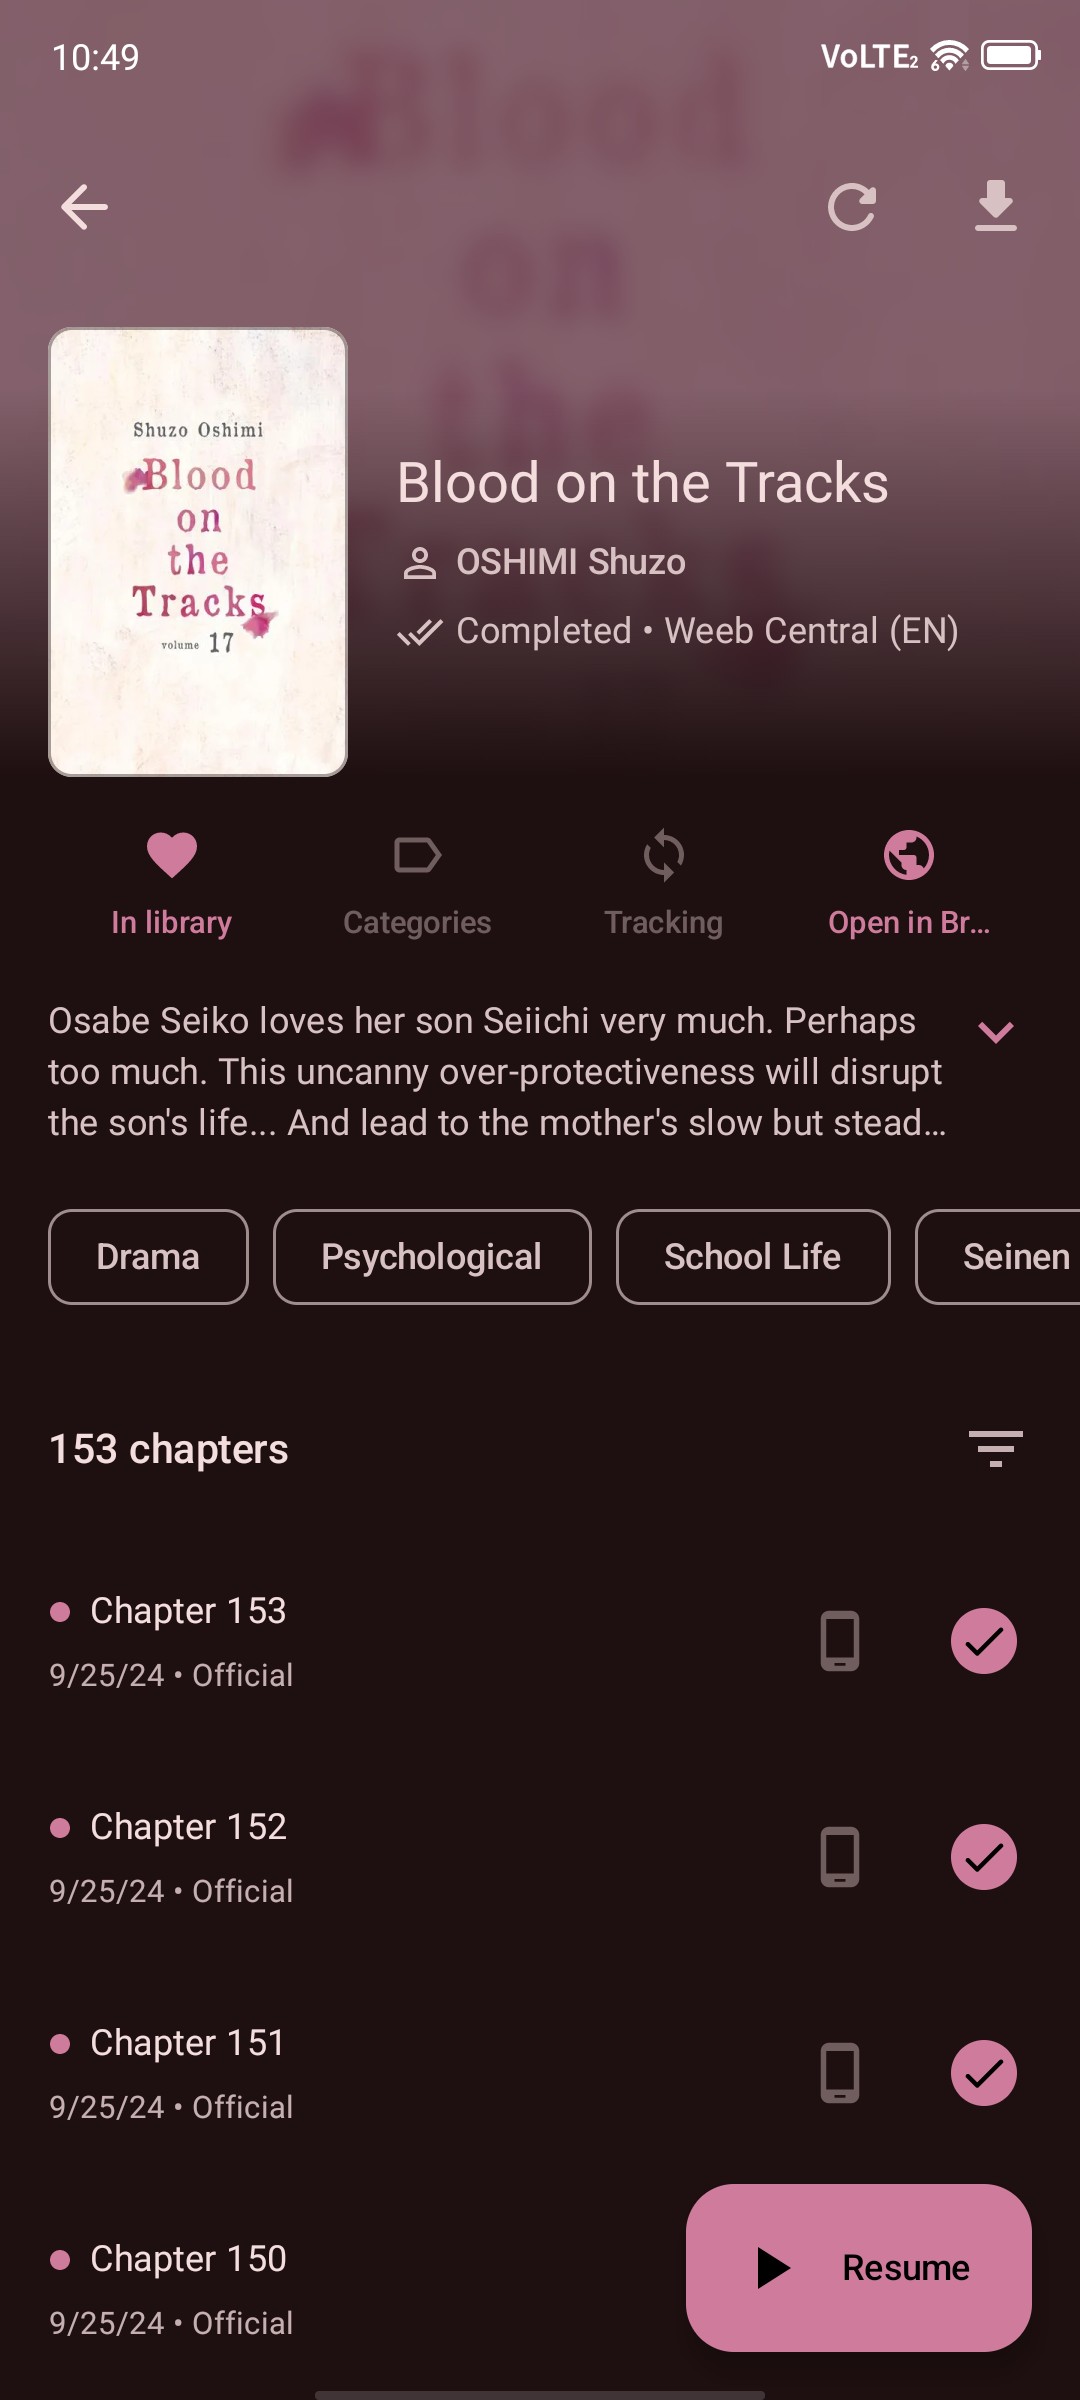 10:49
VoLTE2
6
Shuzo Oshimi
Blood
on
the
Tracks
volume 17
Blood on the Tracks
OSHIMI Shuzo
Completed • Weeb Central (EN)
In library
Categories
Tracking
Open in Br...
Osabe Seiko loves her son Seiichi very much. Perhaps
too much. This uncanny over-protectiveness will disrupt
the son's life... And lead to the mother's slow but stead...
Drama
Psychological
School Life
Seinen
153 chapters
Chapter 153
9/25/24 • Official
Chapter 152
9/25/24 • Official
Chapter 151
9/25/24 • Official
Chapter 150
9/25/24 • Official
Resume